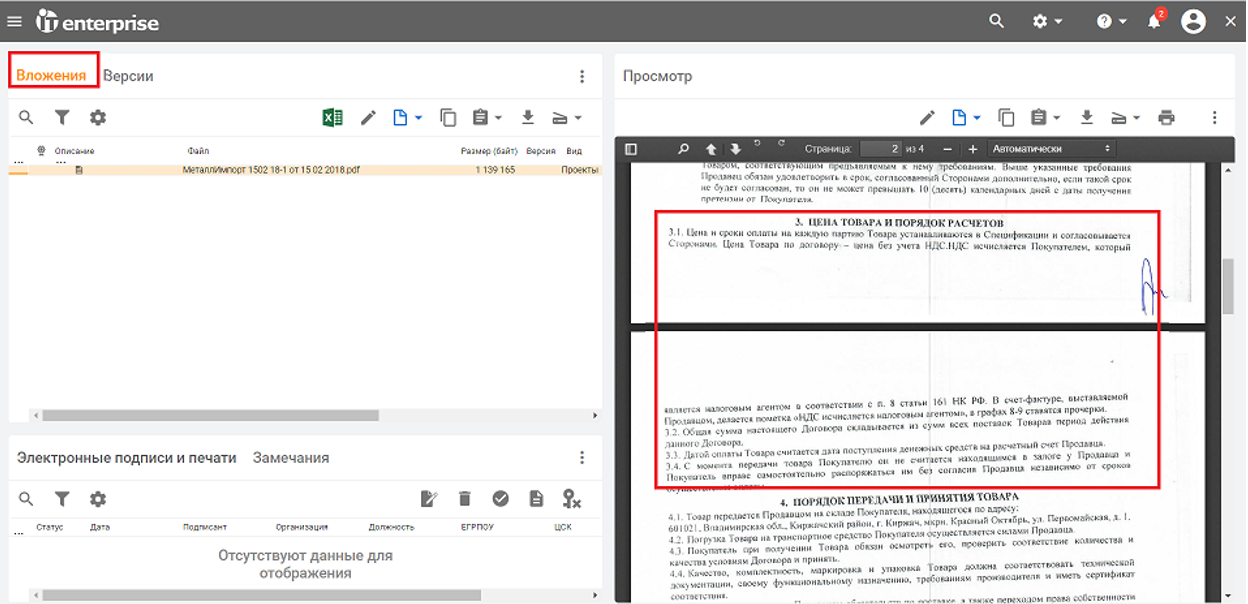 iT enterprise
2
Вложения Версии
Описание Файл Размер (байт) Версия Вид
МеталлИмпорт 1502 18-1 от 15 02 2018.pdf 1 139 165 Проекты
Электронные подписи и печати Замечания
Статус Дата Подписант Организация Должность ЕГРПОУ ЦСК
Отсутствуют данные для
отображения
Просмотр
Страница: 2 из 4 Автоматически
Товаром, соответствующим предъявляемым к нему требованиям. Выше указанные требования
Продавец обязан удовлетворить в срок, согласованный Сторонами дополнительно, если такой срок
не будет согласован, то он не может превышать 10 (десять) календарных дней с даты получения
претензии от Покупателя.
3. ЦЕНА ТОВАРА И ПОРЯДОК РАСЧЕТОВ
3.1. Цена и сроки оплаты на каждую партию Товара устанавливаются в Спецификации и согласовывается
Сторонами. Цена Товара по договору – цена без учета НДС.НДС исчисляется Покупателем, который
является налоговым агентом в соответствии с п. 8 статьи 161 НК РФ. В счет-фактуре, выставляемой
Продавцом, делается пометка «НДС исчисляется налоговым агентом», в графах 8-9 ставятся прочерки.
3.2. Общая сумма настоящего Договора складывается из сумм всех поставок Товара в период действия
данного Договора.
3.3. Датой оплаты Товара считается дата поступления денежных средств на расчетный счет Продавца.
3.4. С момента передачи товара Покупателю он не считается находящимся в залоге у Продавца и
Покупатель вправе самостоятельно распоряжаться им без согласия Продавца независимо от сроков
4. ПОРЯДОК ПЕРЕДАЧИ И ПРИНЯТИЯ ТОВАРА
4.1. Товар передается Продавцом на складе Покупателя, находящегося по адресу:
601021, Владимирская обл., Киржачский район, г. Киржач, мкрн. Красный Октябрь, ул. Первомайская, д. 1.
4.2. Погрузка Товара на транспортное средство Покупателя осуществляется силами Продавца.
4.3. Покупатель при получении Товара обязан осмотреть его, проверить соответствие количества и
качества условиям Договора и принять.
4.4. Качество, комплектность, маркировка и упаковка Товара должна соответствовать технической
документации, своему функциональному назначению, требованиям производителя и иметь сертификат
соответствия.
по поставке, а также переходом права собственности